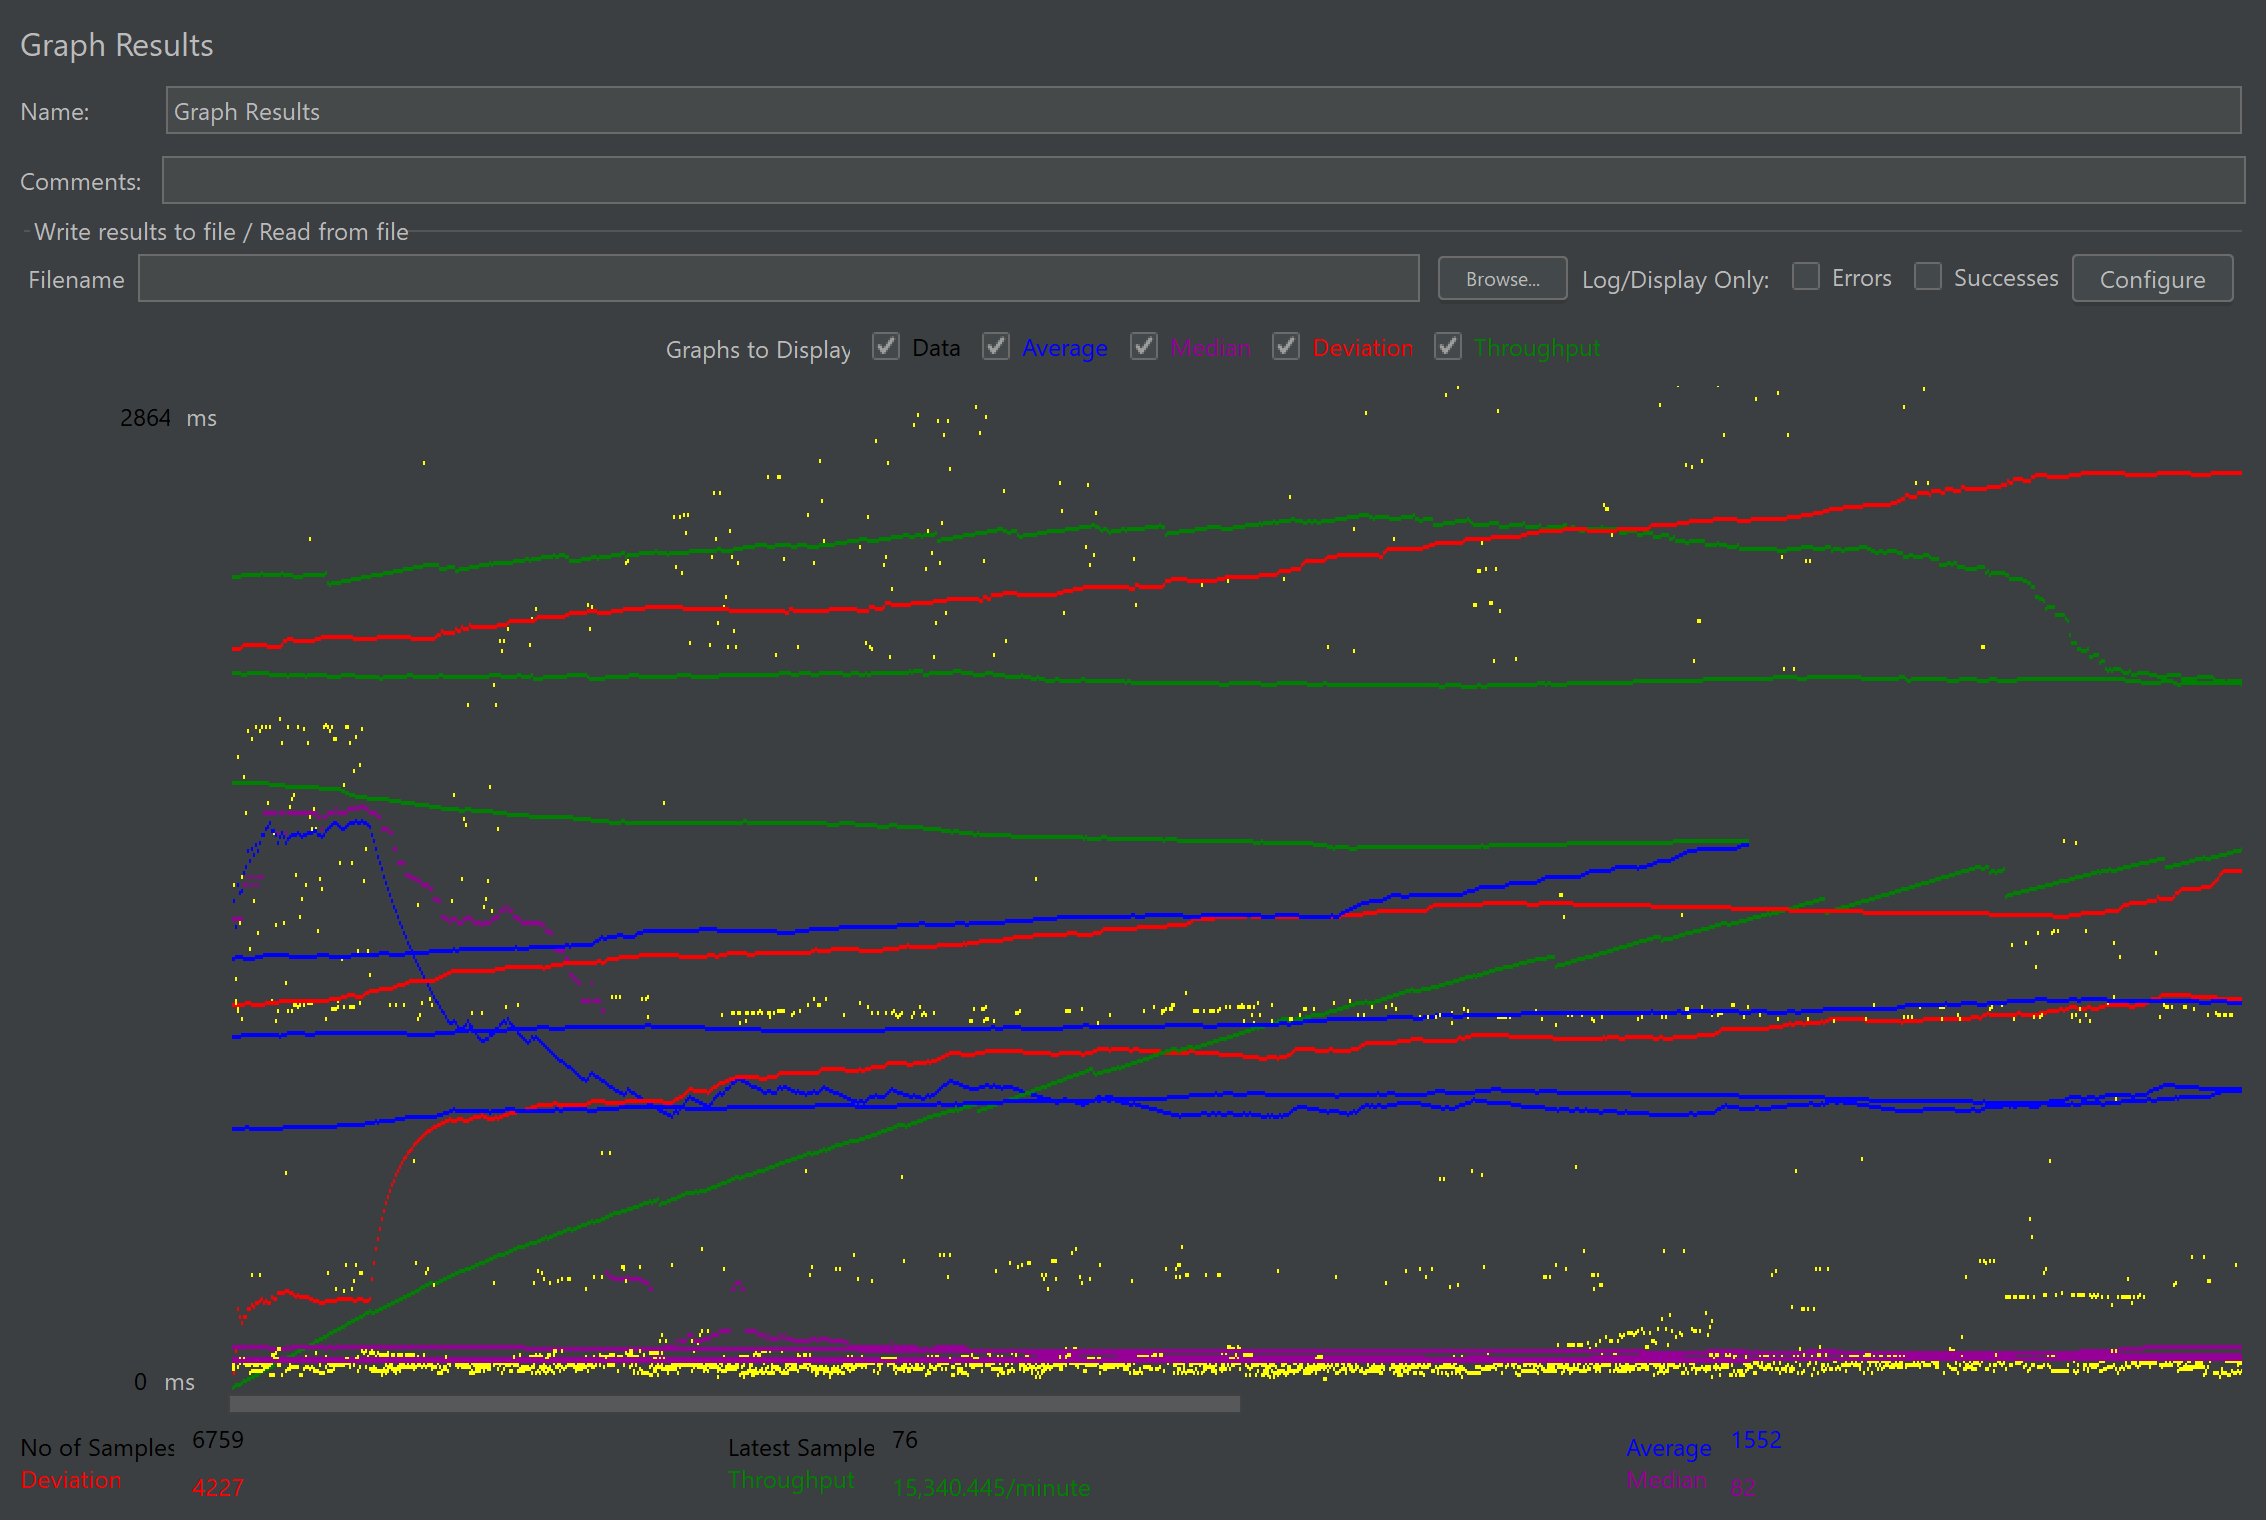 Graph Results
Name: Graph Results
Comments:
Write results to file / Read from file
Filename Browse... Log/Display Only: Errors Successes Configure
Graphs to Display Data Average Median Deviation Throughput
2864 ms
0 ms
No of Samples 6759 Latest Sample 76 Average 1552
Deviation 4227 Throughput 15,340.445/minute Median 82